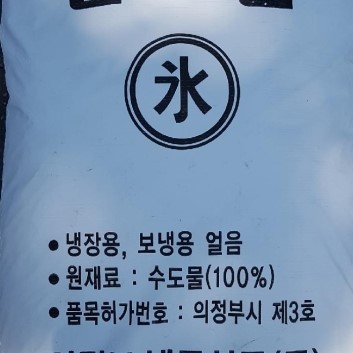 氷
• 냉장용, 보냉용 얼음
• 원재료 : 수도물(100%)
• 품목허가번호 : 의정부시 제3호